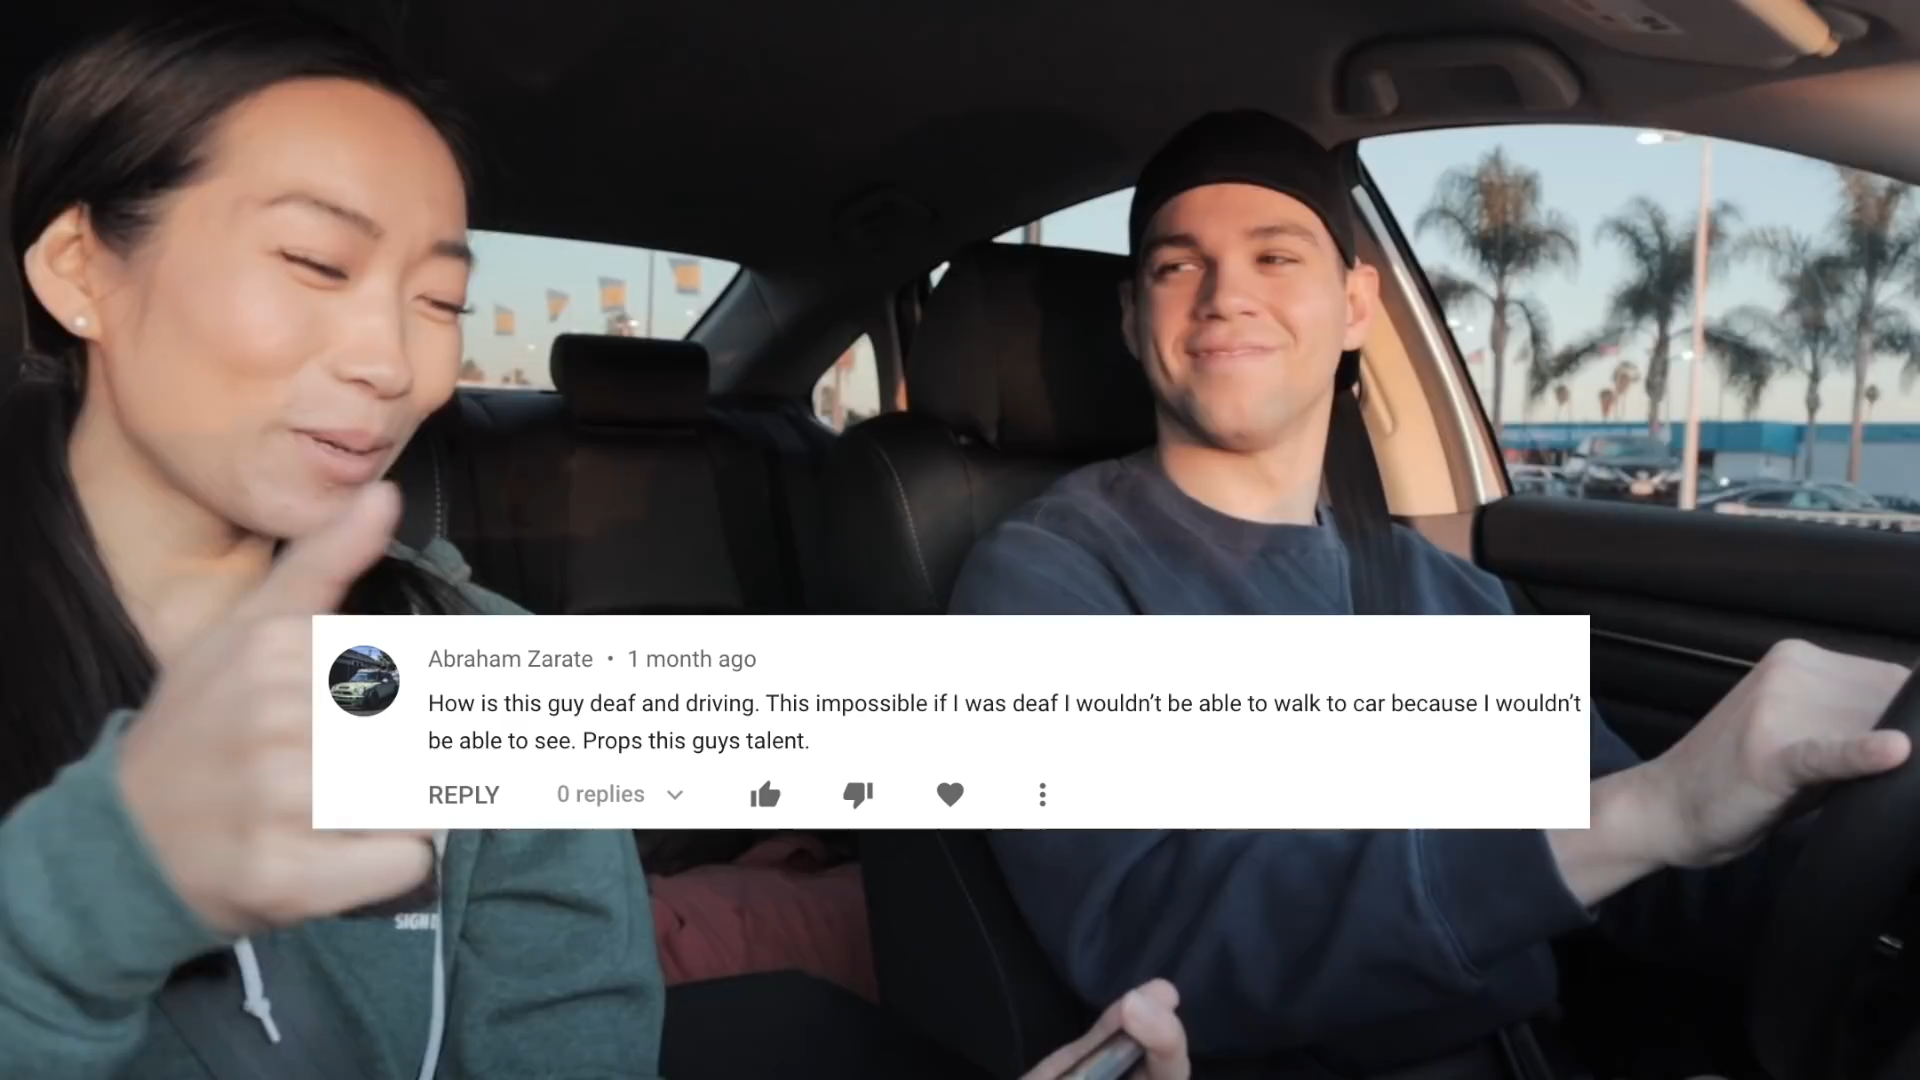 Abraham Zarate • 1 month ago
How is this guy deaf and driving. This impossible if I was deaf I wouldn’t be able to walk to car because I wouldn’t
be able to see. Props this guys talent.
REPLY 0 replies